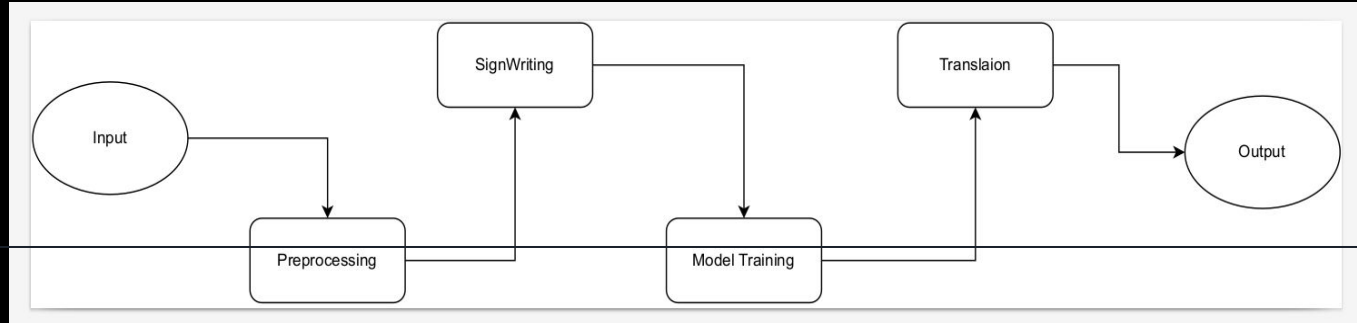 Input
Preprocessing
SignWriting
Model Training
Translaion
Output